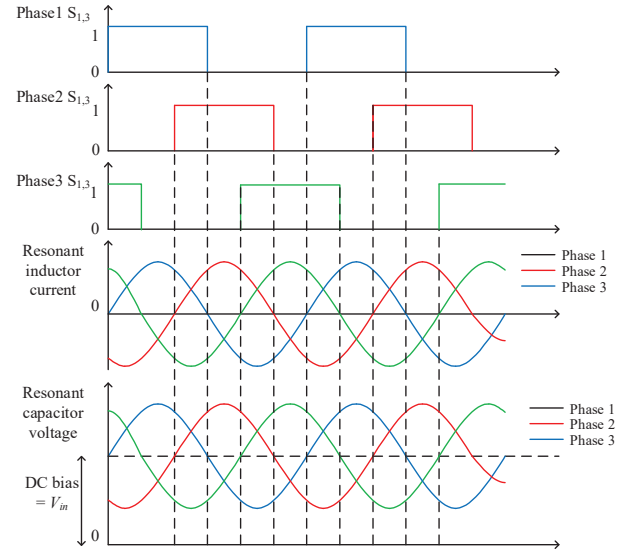 Phase1 S1,3
1
0
Phase2 S1,3
1
0
Phase3 S1,3
1
0
Resonant
inductor
current
0
Phase 1
Phase 2
Phase 3
Resonant
capacitor
voltage
Phase 1
Phase 2
Phase 3
DC bias
= Vin
0